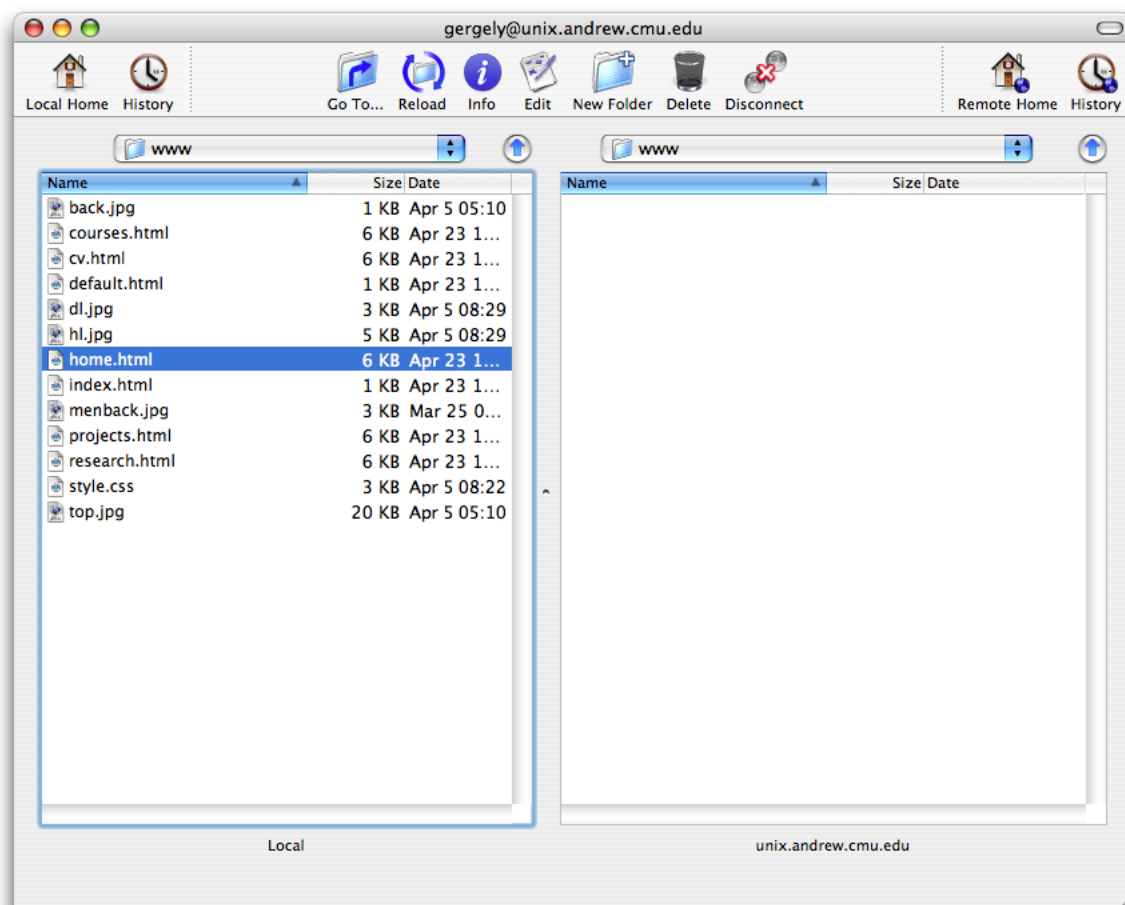 gergely@unix.andrew.cmu.edu
Local Home History Go To... Reload Info Edit New Folder Delete Disconnect Remote Home History
www www
Name Size Date Name Size Date
back.jpg 1 KB Apr 5 05:10
courses.html 6 KB Apr 23 1...
cv.html 6 KB Apr 23 1...
default.html 1 KB Apr 23 1...
dl.jpg 3 KB Apr 5 08:29
hl.jpg 5 KB Apr 5 08:29
home.html 6 KB Apr 23 1...
index.html 1 KB Apr 23 1...
menback.jpg 3 KB Mar 25 0...
projects.html 6 KB Apr 23 1...
research.html 6 KB Apr 23 1...
style.css 3 KB Apr 5 08:22
top.jpg 20 KB Apr 5 05:10
Local unix.andrew.cmu.edu